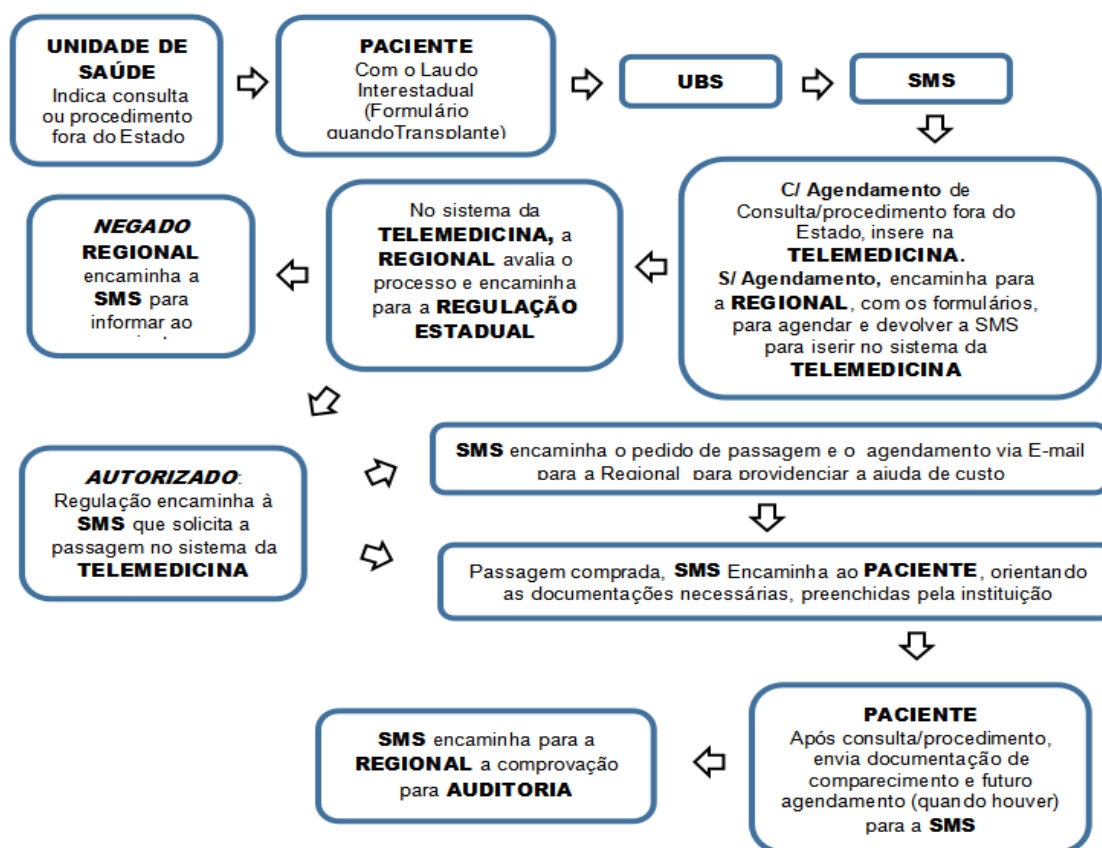 UNIDADE DE
SAÚDE
Indica consulta
ou procedimento
fora do Estado
PACIENTE
Com o Laudo
Interestadual
(Formulário
quandoTransplante)
UBS
SMS
C/ Agendamento de
Consulta/procedimento fora do
Estado, insere na
TELEMEDICINA.
S/ Agendamento, encaminha para
a REGIONAL, com os formulários,
para agendar e devolver a SMS
para iserir no sistema da
TELEMEDICINA
No sistema da
TELEMEDICINA, a
REGIONAL avalia o
processo e encaminha
para a REGULAÇÃO
ESTADUAL
NEGADO
REGIONAL
encaminha a
SMS para
informar ao
AUTORIZADO:
Regulação encaminha à
SMS que solicita a
passagem no sistema da
TELEMEDICINA
SMS encaminha o pedido de passagem e o agendamento via E-mail
para a Regional para providenciar a ajuda de custo
Passagem comprada, SMS Encaminha ao PACIENTE, orientando
as documentações necessárias, preenchidas pela instituição
PACIENTE
Após consulta/procedimento,
envia documentação de
comparecimento e futuro
agendamento (quando houver)
para a SMS
SMS encaminha para a
REGIONAL a comprovação
para AUDITORIA